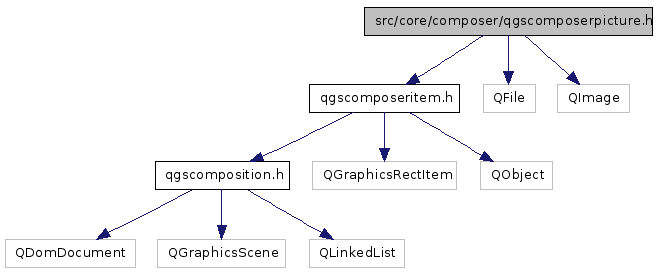 src/core/composer/qgscomposerpicture.h
qgscomposeritem.h
QFile
QImage
qgscomposition.h
QGraphicsRectItem
QObject
QDomDocument
QGraphicsScene
QLinkedList